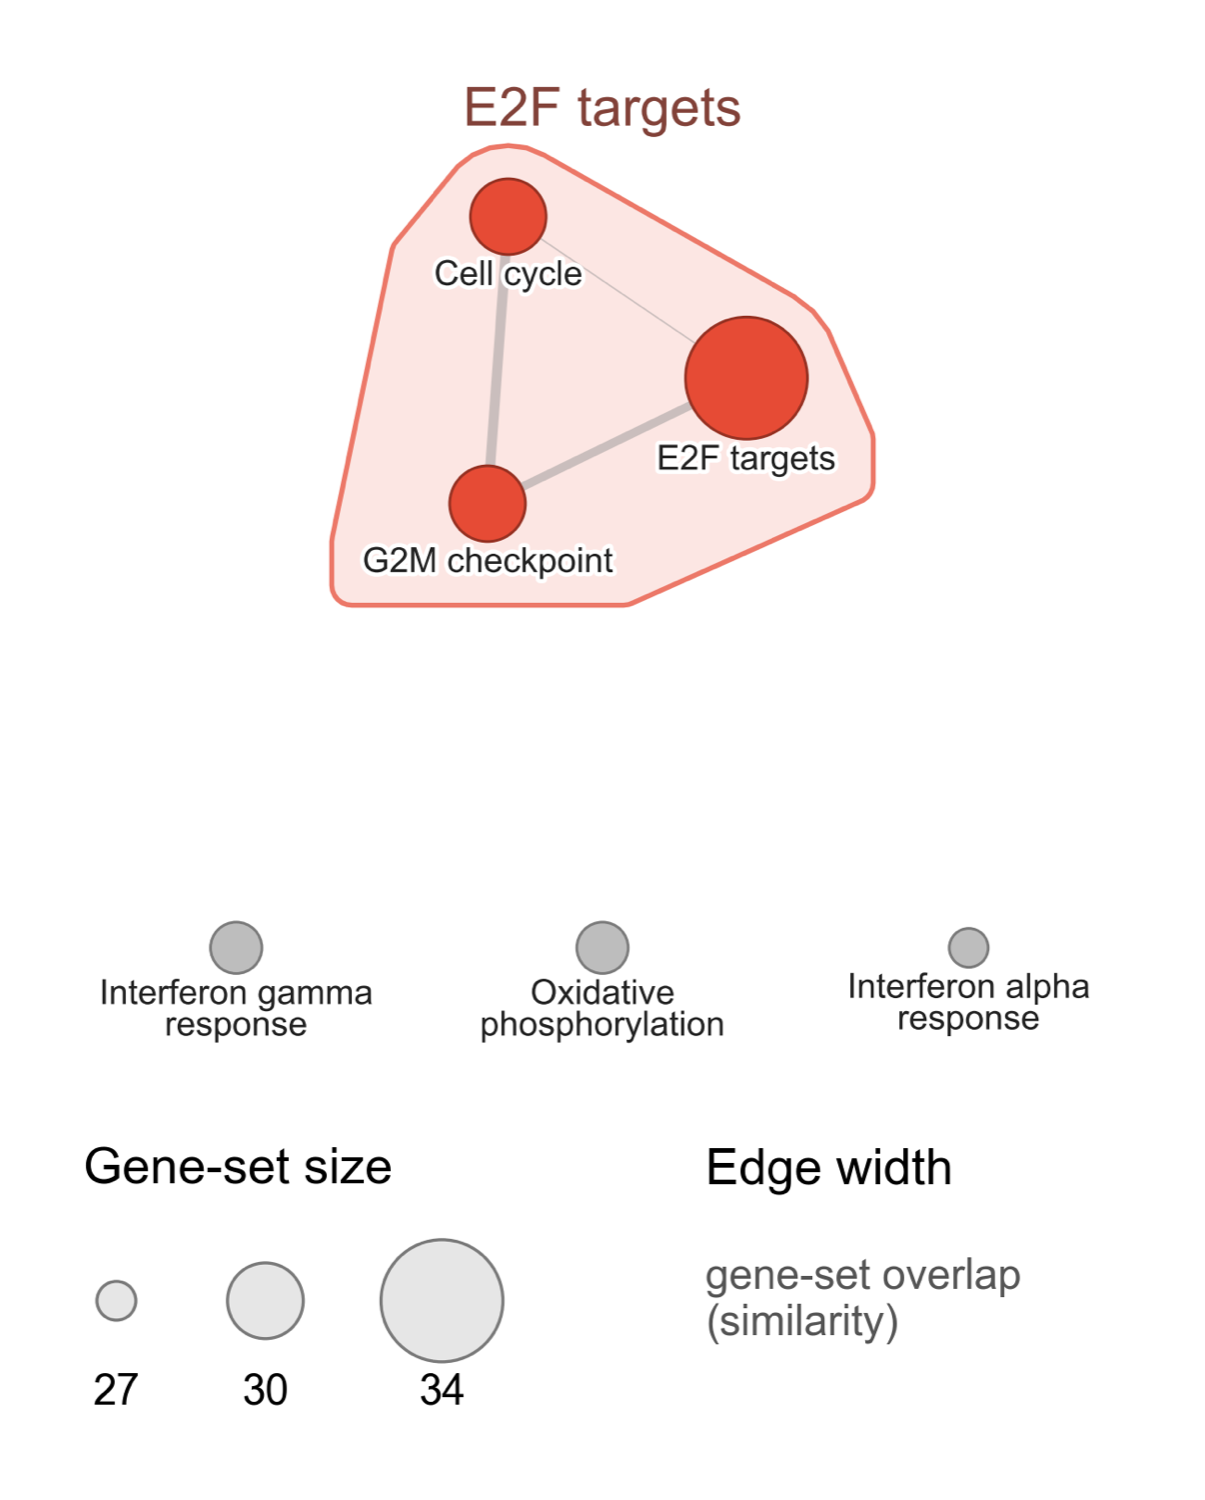 E2F targets
Cell cycle
E2F targets
G2M checkpoint
Interferon gamma
response
Oxidative
phosphorylation
Interferon alpha
response
Gene-set size
27
30
34
Edge width
gene-set overlap
(similarity)